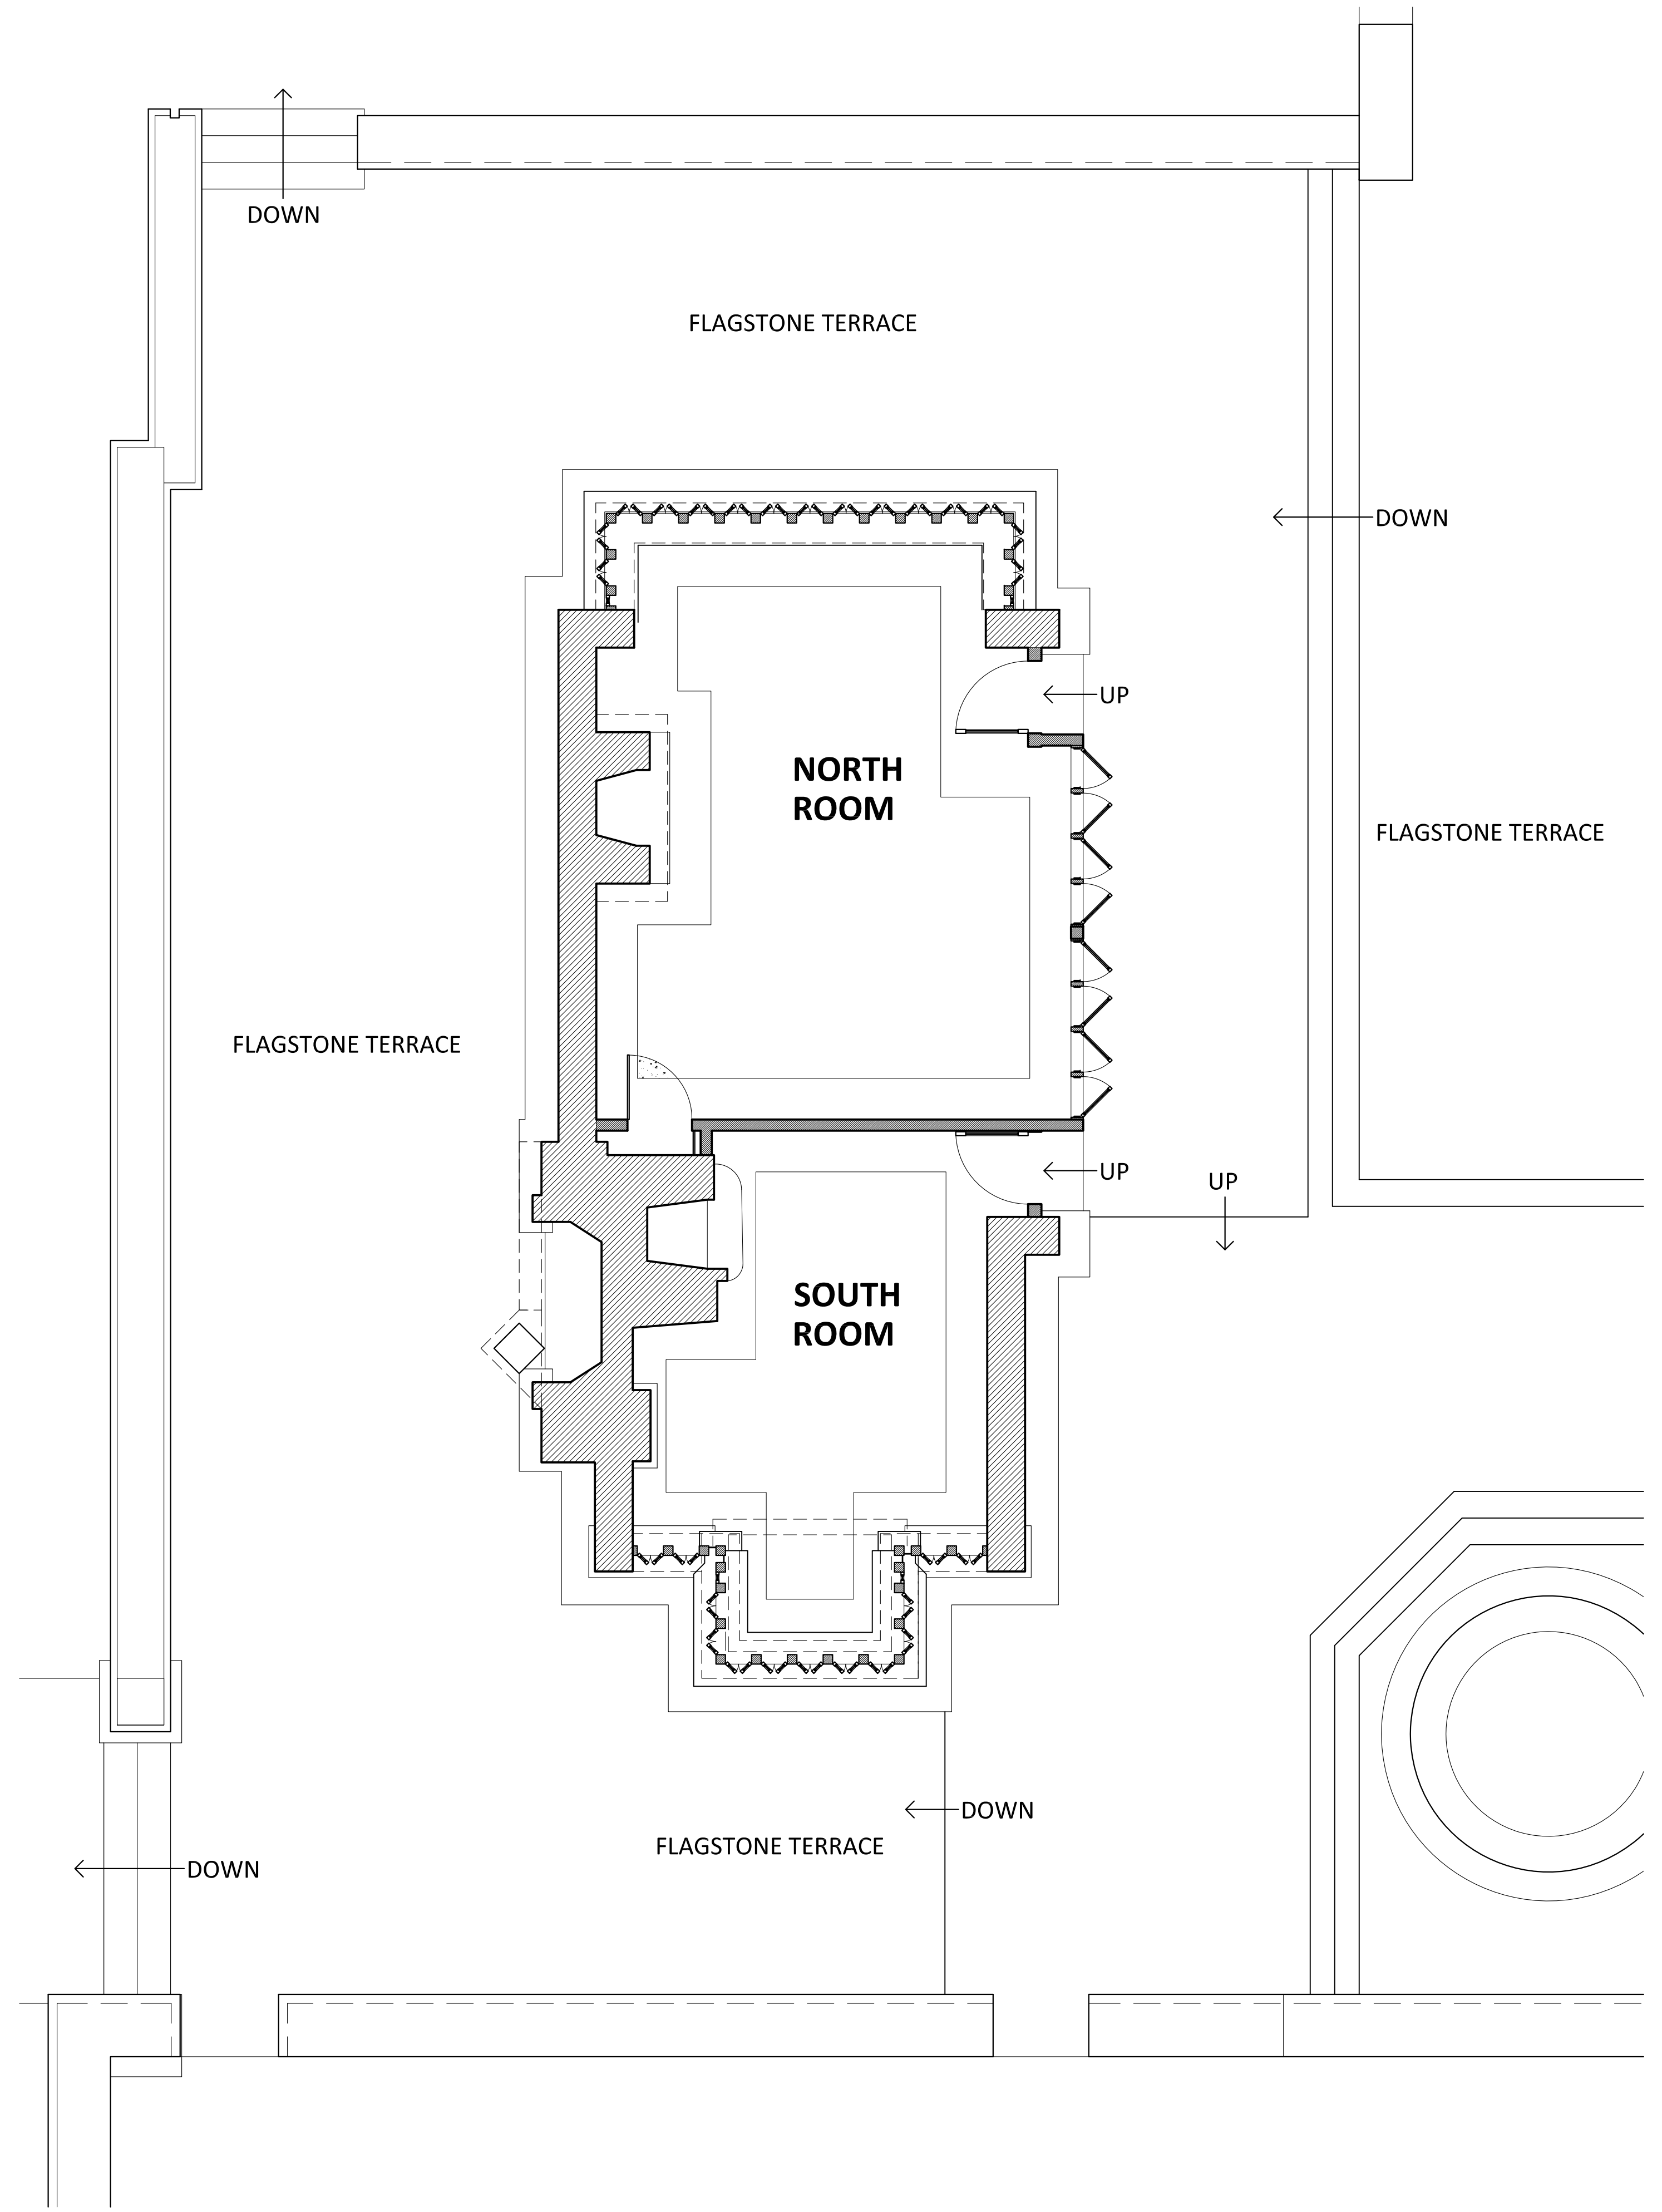 DOWN
FLAGSTONE TERRACE
DOWN
UP
NORTH
ROOM
FLAGSTONE TERRACE
FLAGSTONE TERRACE
UP
UP
SOUTH
ROOM
DOWN
FLAGSTONE TERRACE
DOWN